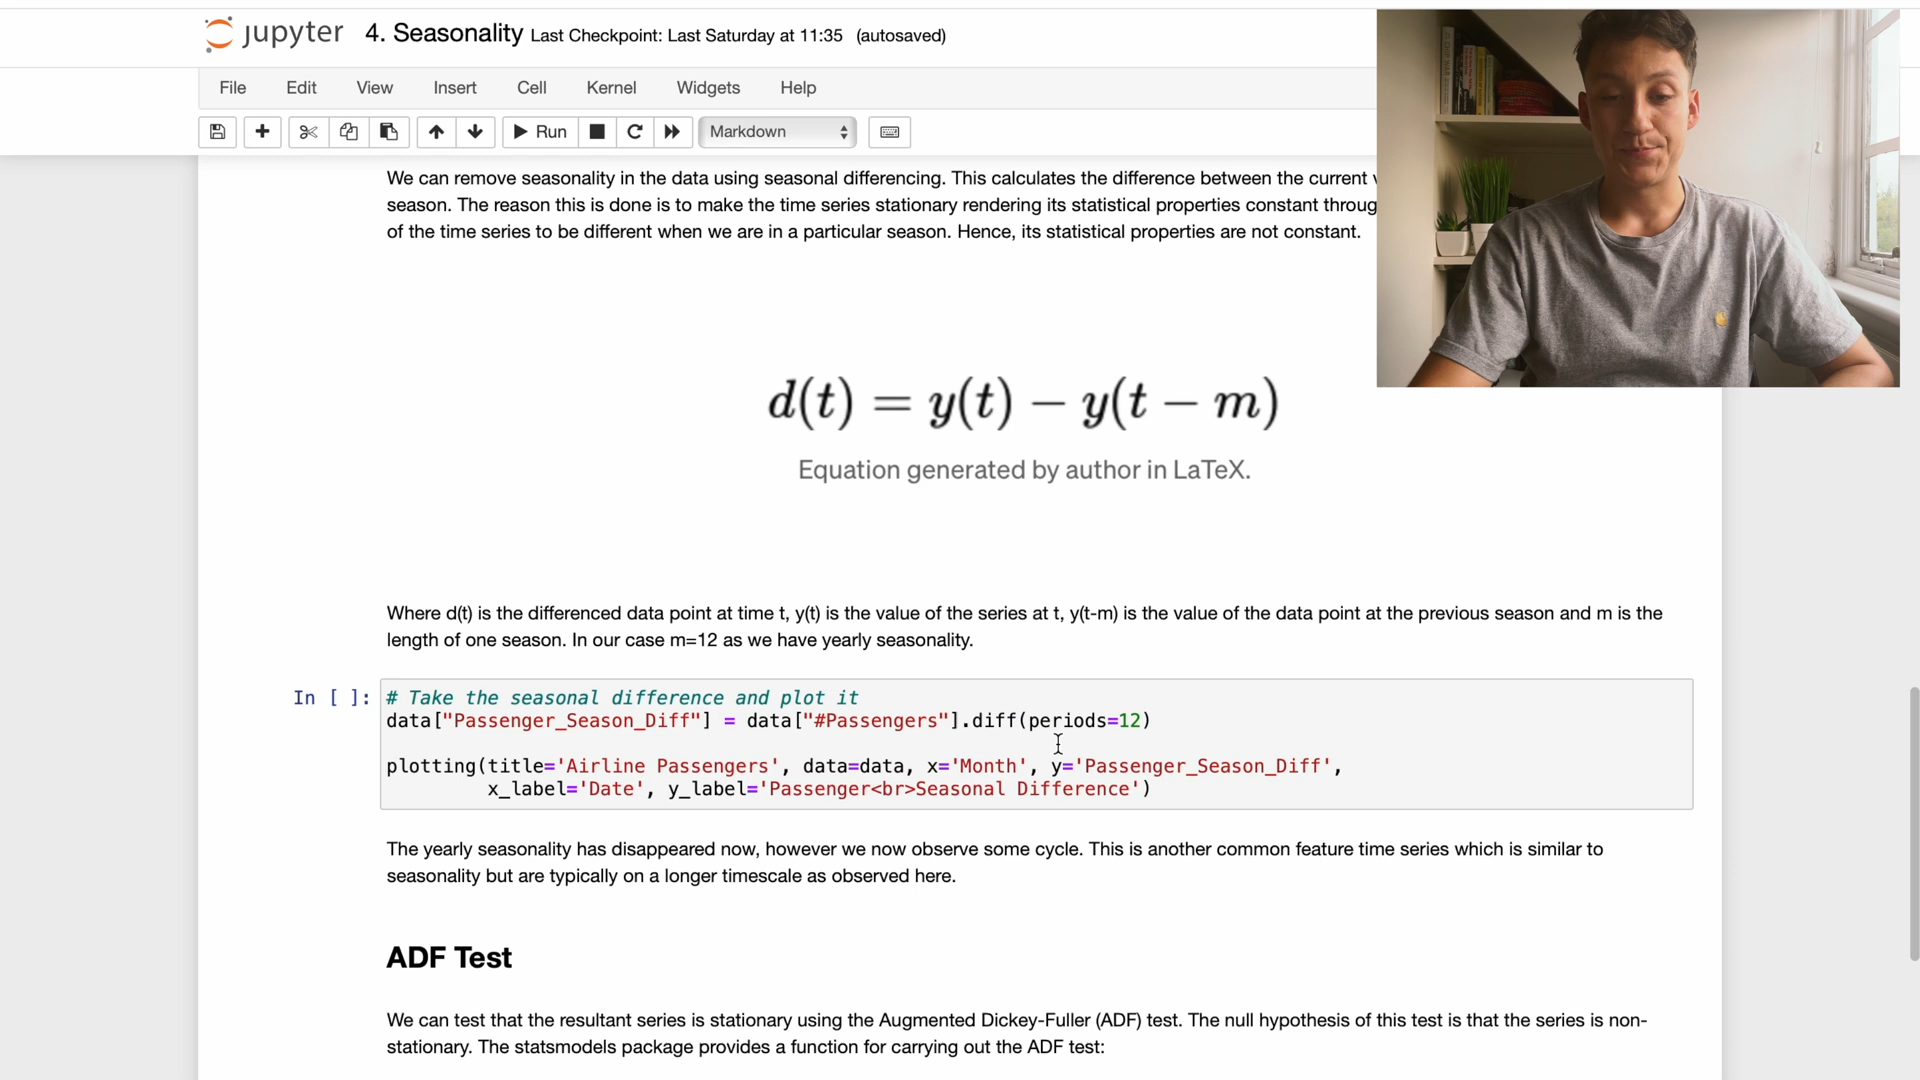 jupyter 4. Seasonality Last Checkpoint: Last Saturday at 11:35 (autosaved)
File Edit View Insert Cell Kernel Widgets Help
Run Markdown
We can remove seasonality in the data using seasonal differencing. This calculates the difference between the current
season. The reason this is done is to make the time series stationary rendering its statistical properties constant
of the time series to be different when we are in a particular season. Hence, its statistical properties are not constant.
d(t) = y(t) − y(t − m)
Equation generated by author in LaTeX.
Where d(t) is the differenced data point at time t, y(t) is the value of the series at t, y(t-m) is the value of the data point at the previous season and m is the
length of one season. In our case m=12 as we have yearly seasonality.
In [ ]: # Take the seasonal difference and plot it
data["Passenger_Season_Diff"] = data["#Passengers"].diff(periods=12)
plotting(title='Airline Passengers', data=data, x='Month', y='Passenger_Season_Diff',
x_label='Date', y_label='Passenger<br>Seasonal Difference')
The yearly seasonality has disappeared now, however we now observe some cycle. This is another common feature time series which is similar to
seasonality but are typically on a longer timescale as observed here.
ADF Test
We can test that the resultant series is stationary using the Augmented Dickey-Fuller (ADF) test. The null hypothesis of this test is that the series is non-
stationary. The statsmodels package provides a function for carrying out the ADF test: